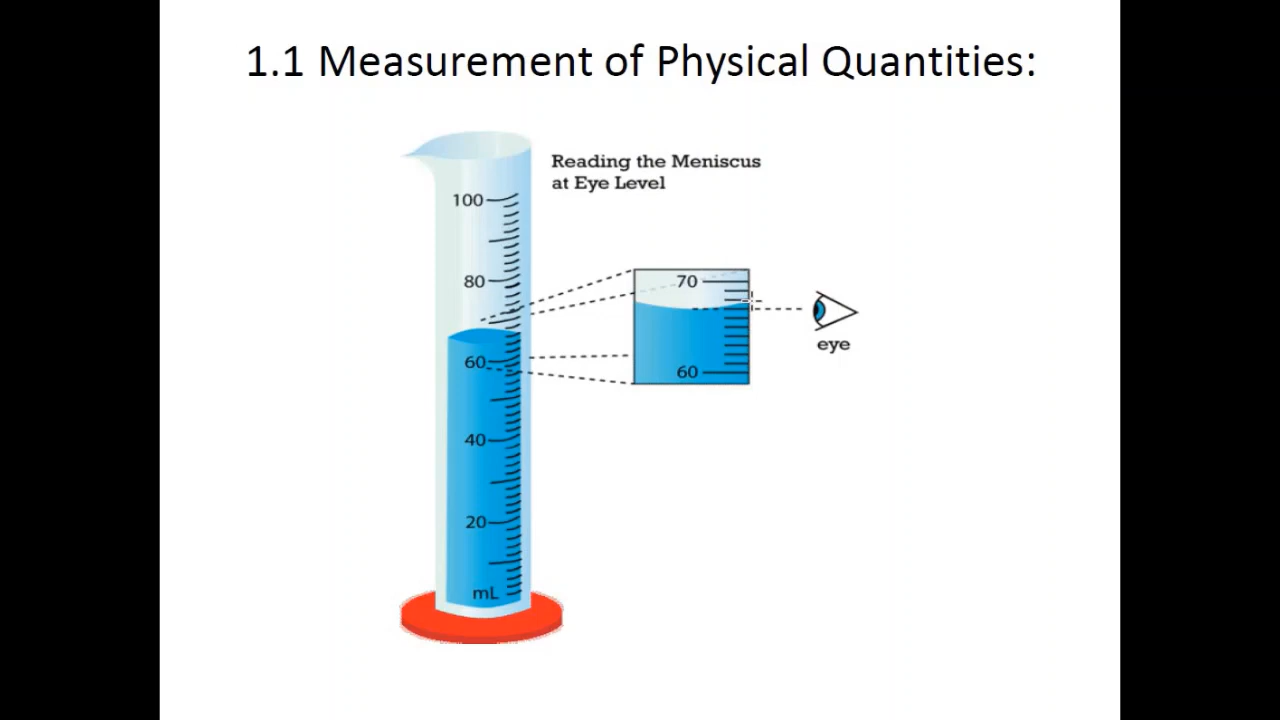 1.1 Measurement of Physical Quantities:
Reading the Meniscus
at Eye Level
100
80
70
60
60
eye
40
20
mL